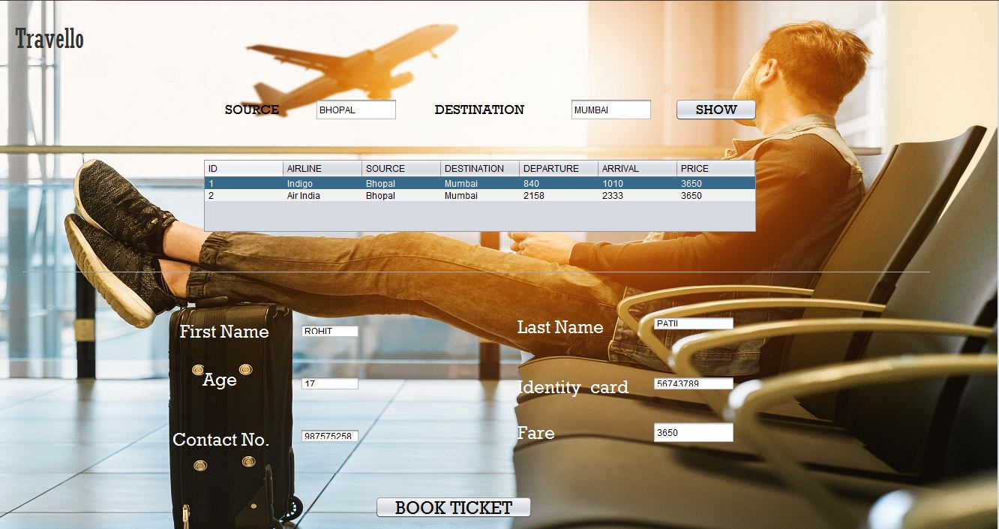 Travello
SOURCE BHOPAL DESTINATION MUMBAI SHOW
ID AIRLINE SOURCE DESTINATION DEPARTURE ARRIVAL PRICE
1 Indigo Bhopal Mumbai 840 1010 3650
2 Air India Bhopal Mumbai 2158 2333 3650
First Name ROHIT Last Name PATIL
Age 17 Identity card 56743789
Contact No. 987575258 Fare 3650
BOOK TICKET